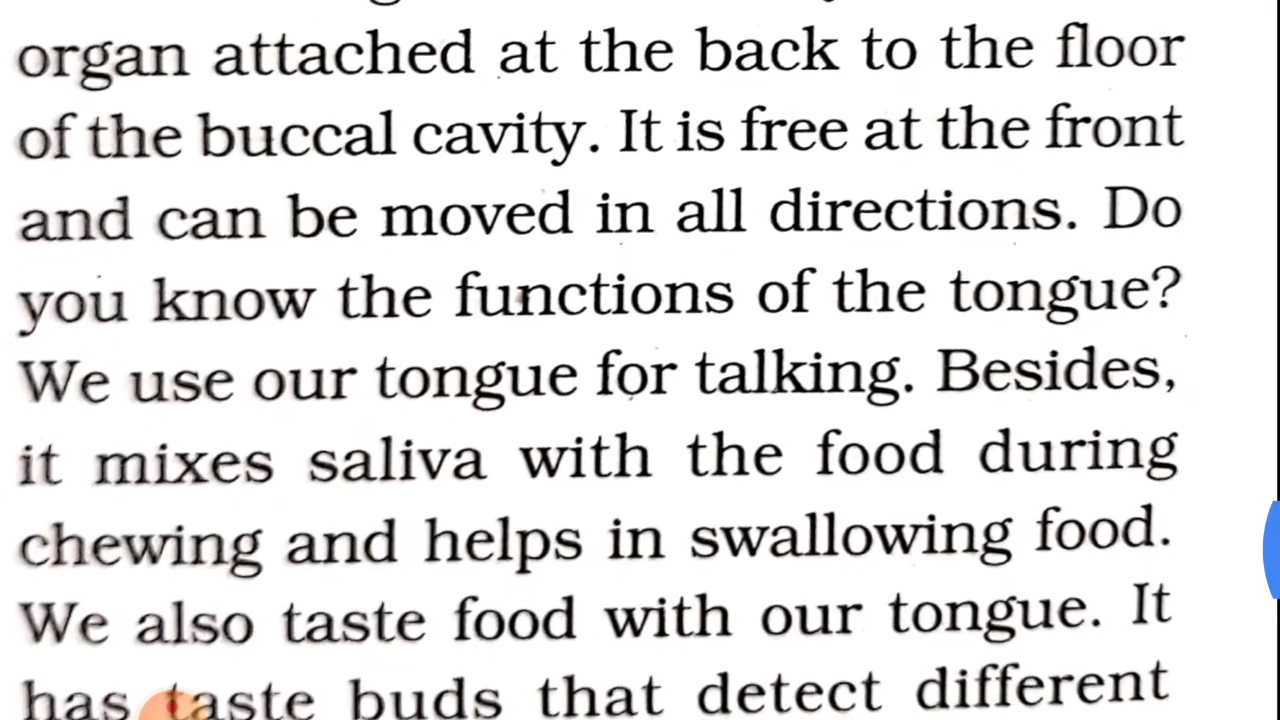 organ attached at the back to the floor
of the buccal cavity. It is free at the front
and can be moved in all directions. Do
you know the functions of the tongue?
We use our tongue for talking. Besides,
it mixes saliva with the food during
chewing and helps in swallowing food.
We also taste food with our tongue. It
has taste buds that detect different